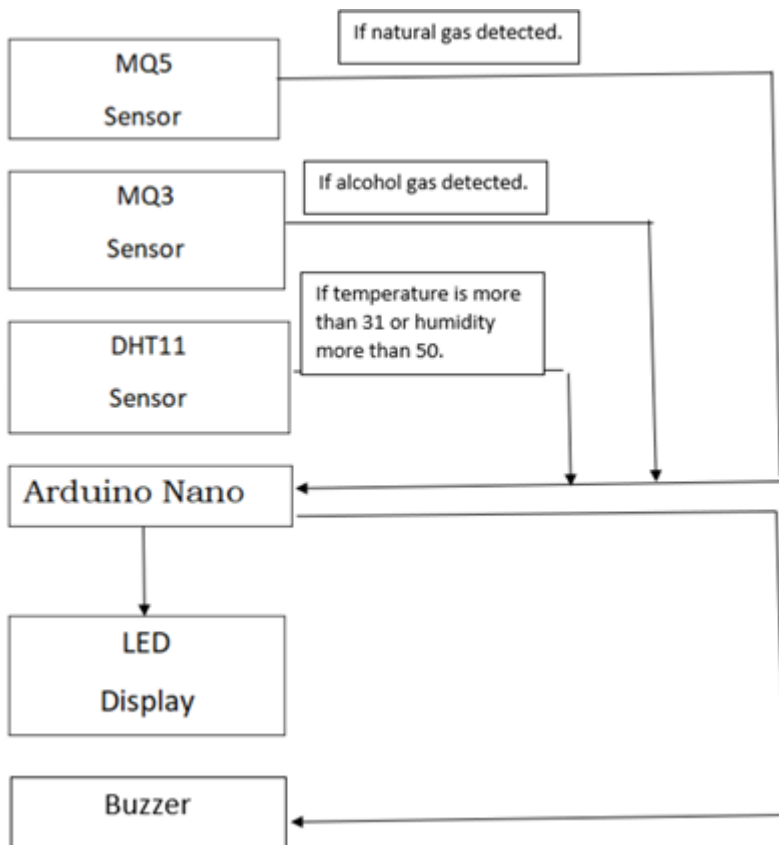 If natural gas detected.
MQ5
Sensor
If alcohol gas detected.
MQ3
Sensor
If temperature is more
than 31 or humidity
more than 50.
DHT11
Sensor
Arduino Nano
LED
Display
Buzzer